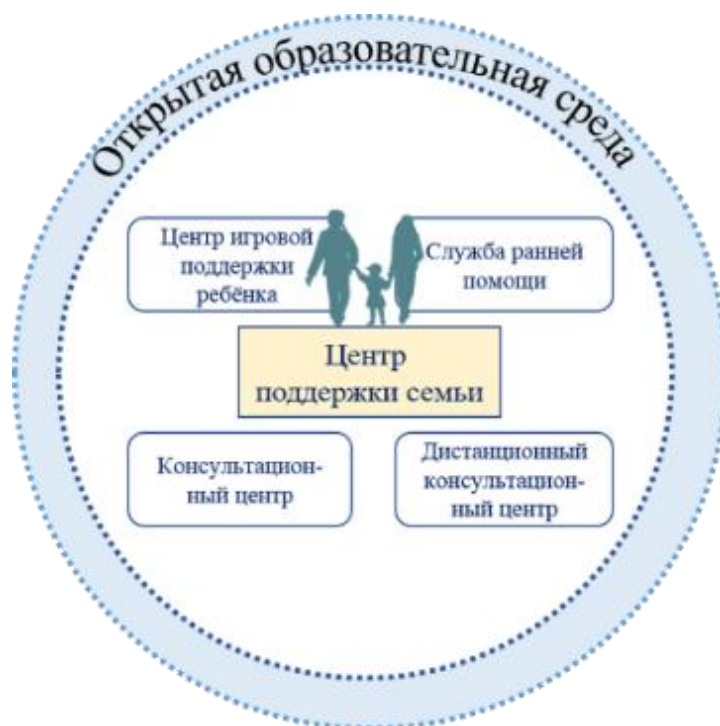 Открытая образовательная среда
Центр игровой
поддержки
ребёнка
Служба ранней
помощи
Центр
поддержки семьи
Консультацион-
ный центр
Дистанционный
консультацион-
ный центр